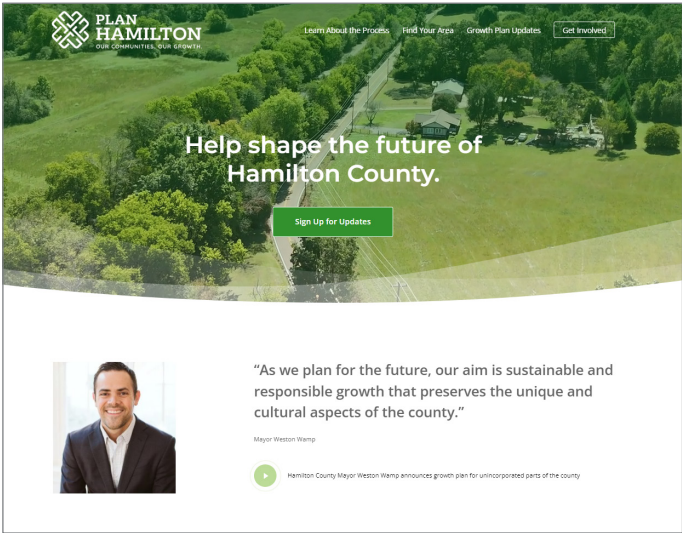 PLAN
HAMILTON
OUR COMMUNITIES, OUR GROWTH.
Learn About the Process Find Your Area Growth Plan Updates Get Involved
Help shape the future of
Hamilton County.
Sign Up for Updates
“As we plan for the future, our aim is sustainable and
responsible growth that preserves the unique and
cultural aspects of the county.”
Mayor Weston Wamp
Hamilton County Mayor Weston Wamp announces growth plan for unincorporated parts of the county